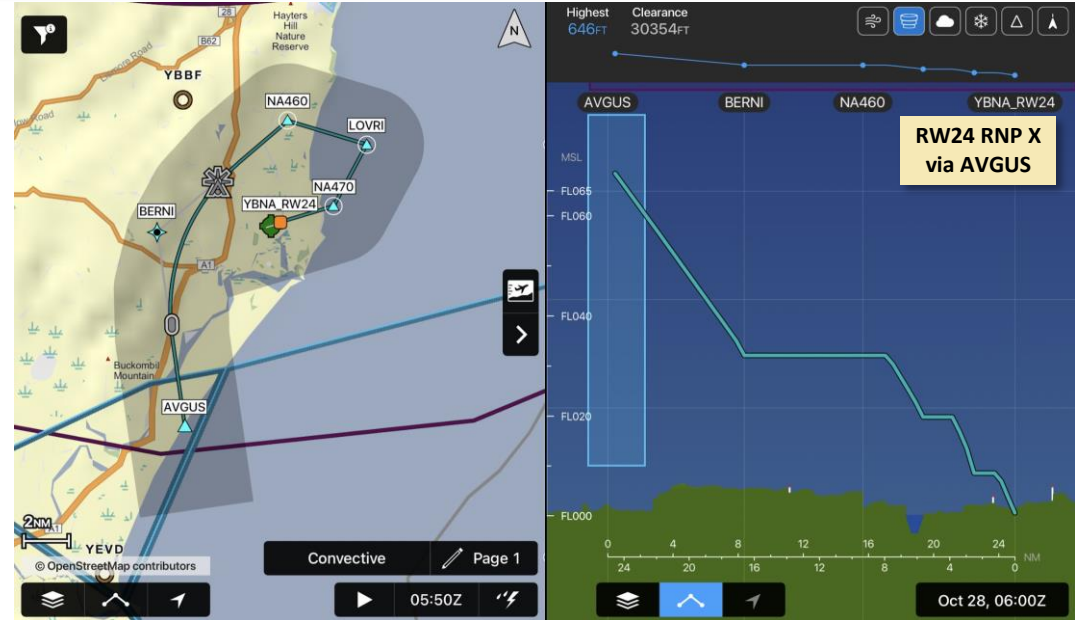 28
Hayters
Hill
Nature
Reserve
N
B62
YBBF
NA460
LOVRI
NA470
YBNA_RW24
BERNI
A1
Buckombil
Mountain
AVGUS
2NM
A1
YEVD
© OpenStreetMap contributors
Convective
Page 1
05:50Z
Highest
646FT
Clearance
30354FT
AVGUS
BERNI
NA460
YBNA_RW24
RW24 RNP X
via AVGUS
MSL
FL065
FL060
FL040
FL020
FL000
0 4 8 12 16 20 24
NM
24 20 16 12 8 4 0
Oct 28, 06:00Z